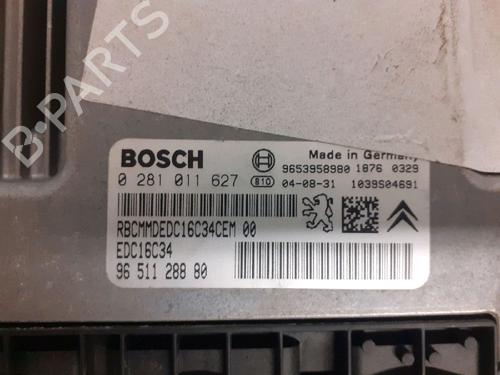 B-PARTS
BOSCH
Made in Germany
9653958980 1876 0329
0 281 011 627 810 04-08-31 1039S04691
RBCMMDEDC16C34CEM 00
EDC16C34
96 511 288 80